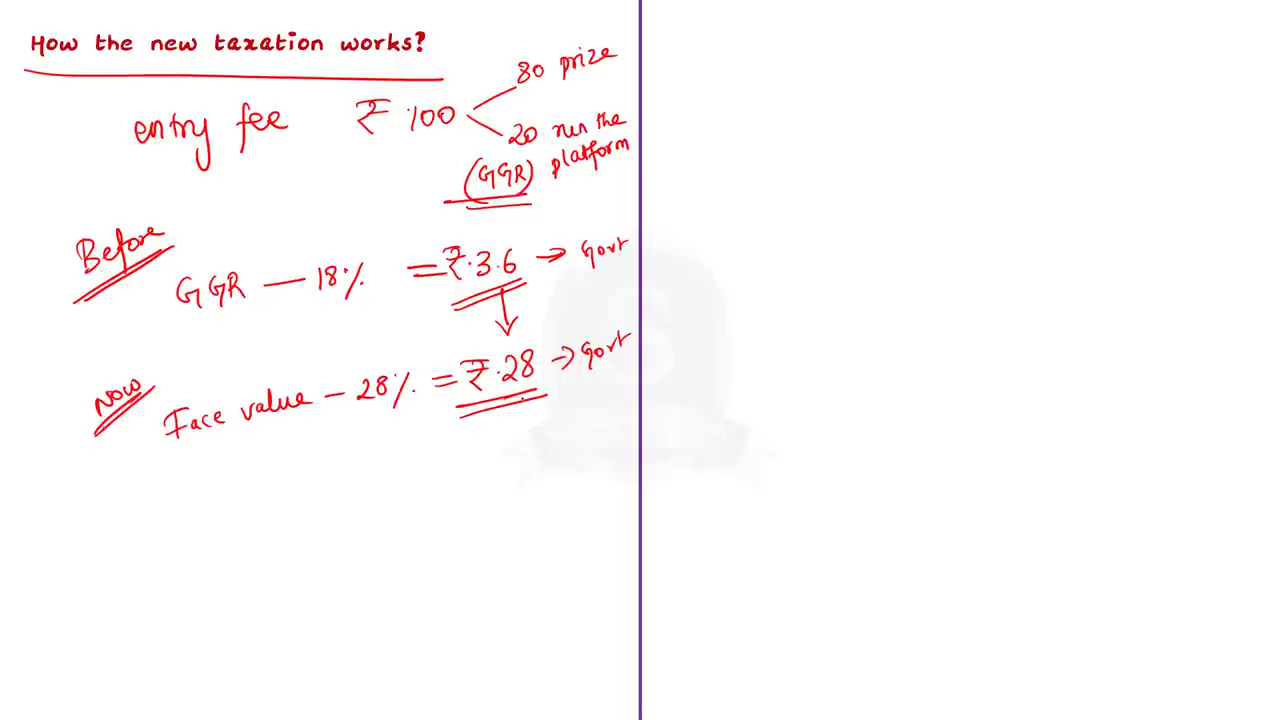 How the new taxation works?
entry fee ₹ 100
80 prize
20 run the platform
(GGR)
Before
GGR — 18% = ₹.3.6 → Govt
Now
Face value — 28% = ₹.28 → Govt